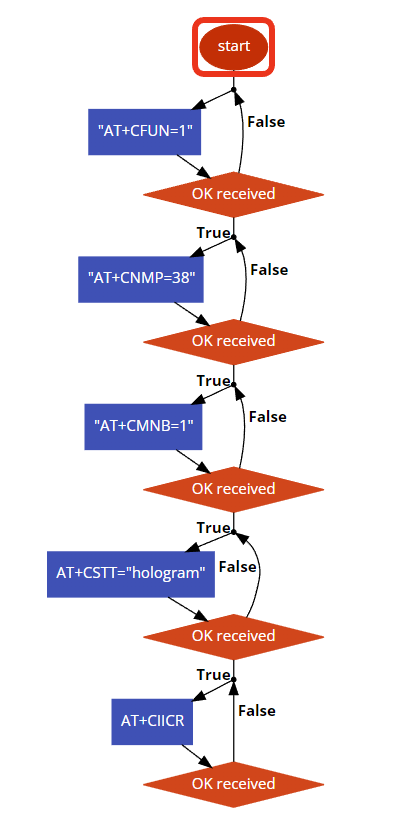 start
False
"AT+CFUN=1"
OK received
True
False
"AT+CNMP=38"
OK received
True
False
"AT+CMNB=1"
OK received
True
False
AT+CSTT="hologram"
OK received
True
False
AT+CIICR
OK received